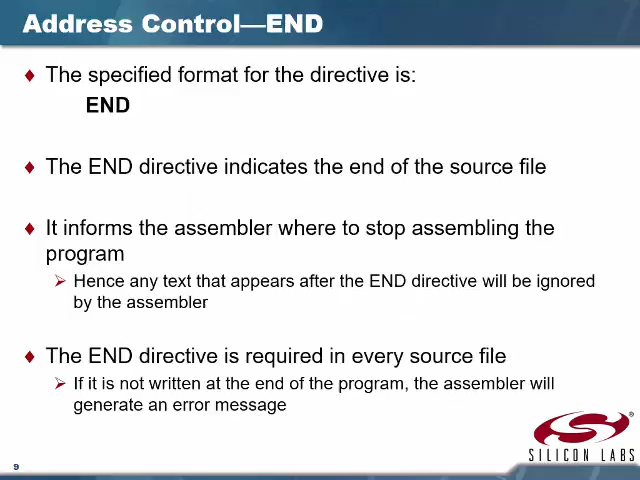 Address Control—END
♦ The specified format for the directive is:
END
♦ The END directive indicates the end of the source file
♦ It informs the assembler where to stop assembling the
program
➢ Hence any text that appears after the END directive will be ignored
by the assembler
♦ The END directive is required in every source file
➢ If it is not written at the end of the program, the assembler will
generate an error message
®
SILICON LABS
9